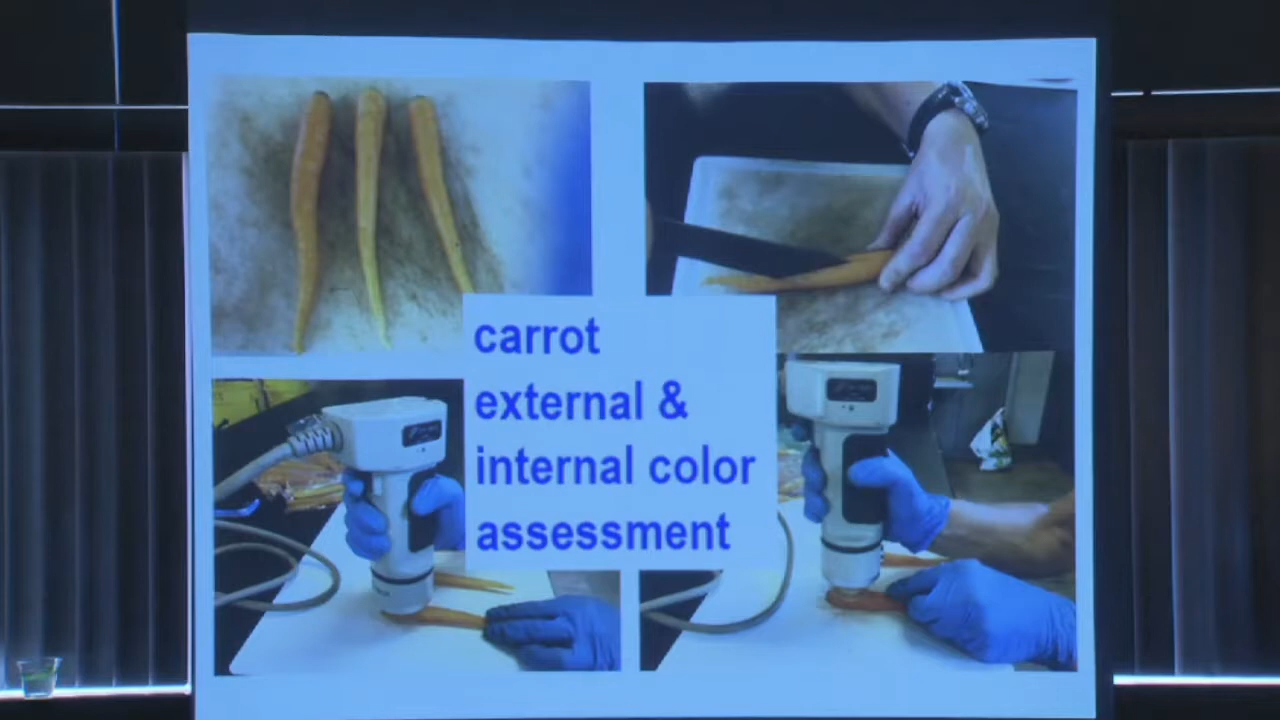 carrot
external &
internal color
assessment